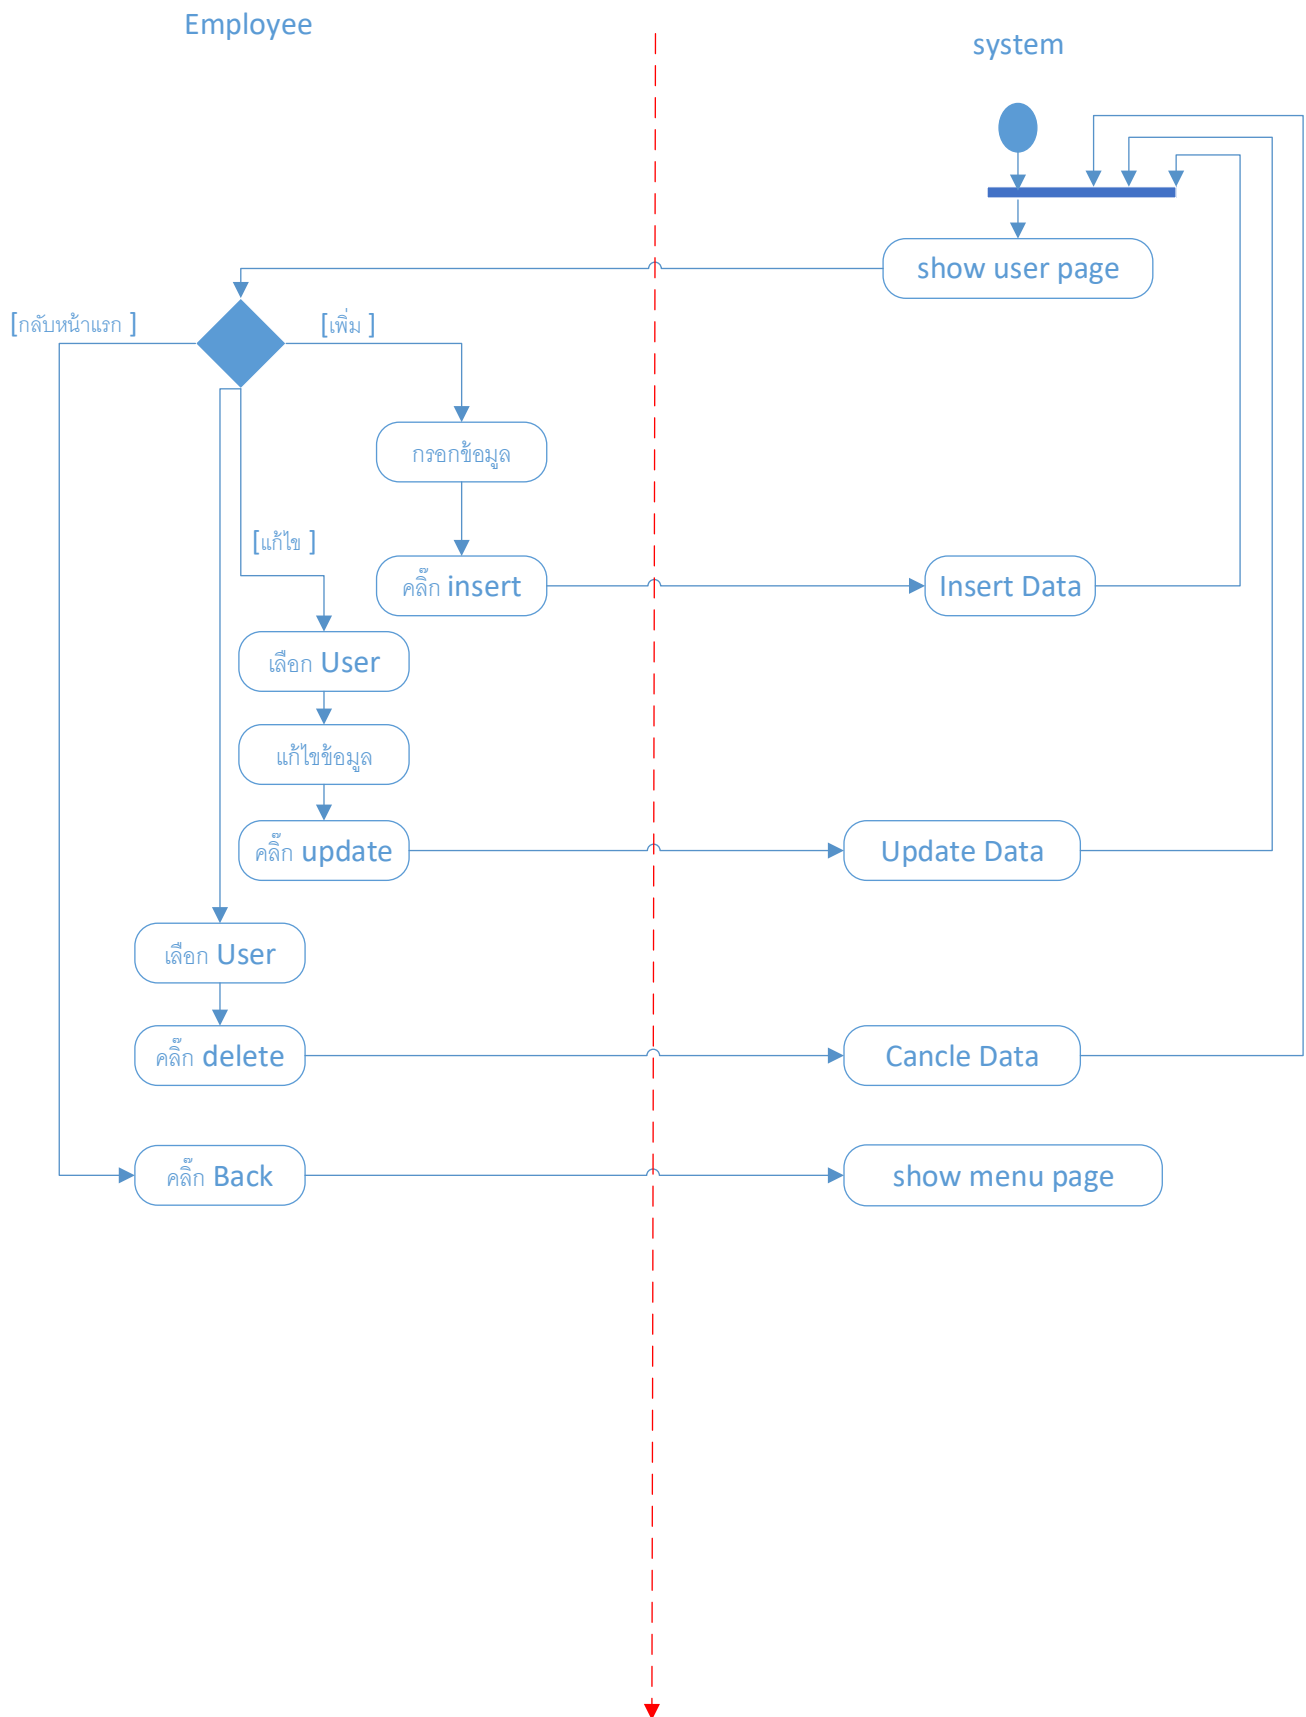 Employee
system
show user page
[กลับหน้าแรก ]
[เพิ่ม ]
กรอกข้อมูล
[แก้ไข ]
คลิ๊ก insert
Insert Data
เลือก User
แก้ไขข้อมูล
คลิ๊ก update
Update Data
เลือก User
คลิ๊ก delete
Cancle Data
คลิ๊ก Back
show menu page